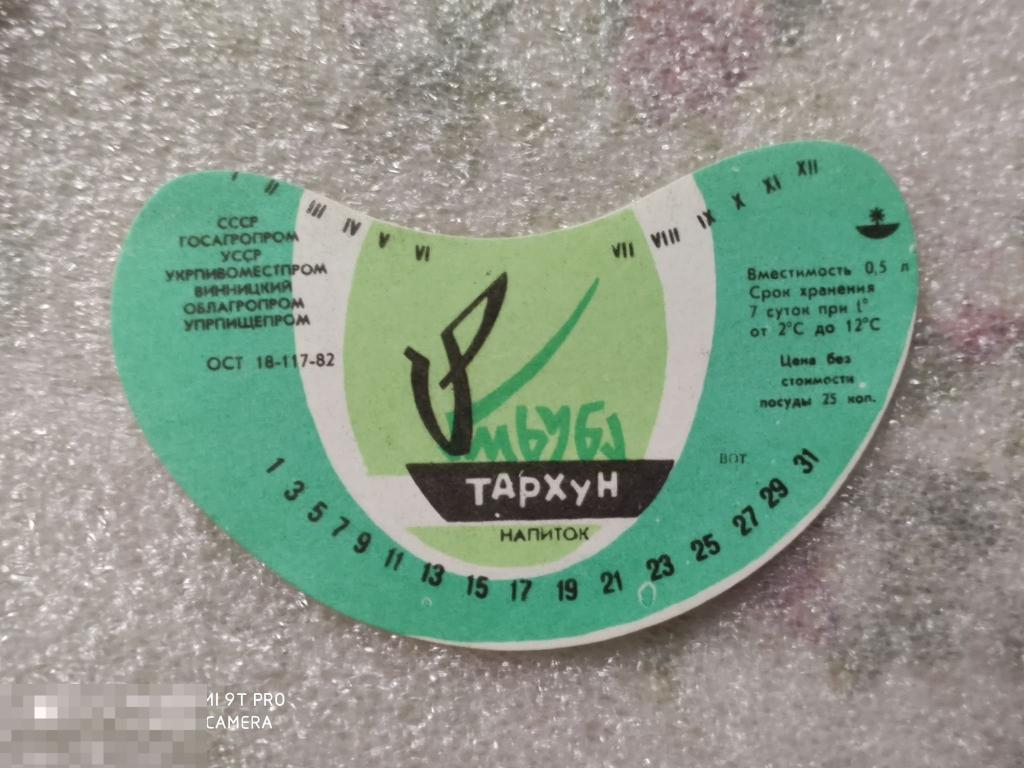 I II III IV V VI VII VIII IX X XI XII
СССР
ГОСАГРОПРОМ
УССР
УКРПИВОМЕСТПРОМ
ВИННИЦКИЙ
ОБЛАГРОПРОМ
УПРПИЩЕПРОМ
ОСТ 18-117-82
ТАРХУН
НАПИТОК
Вместимость 0,5 л
Срок хранения
7 суток при t°
от 2°С до 12°С
Цена без
стоимости
посуды 25 коп.
ВОТ
1 3 5 7 9 11 13 15 17 19 21 23 25 27 29 31
MI 9T PRO
CAMERA